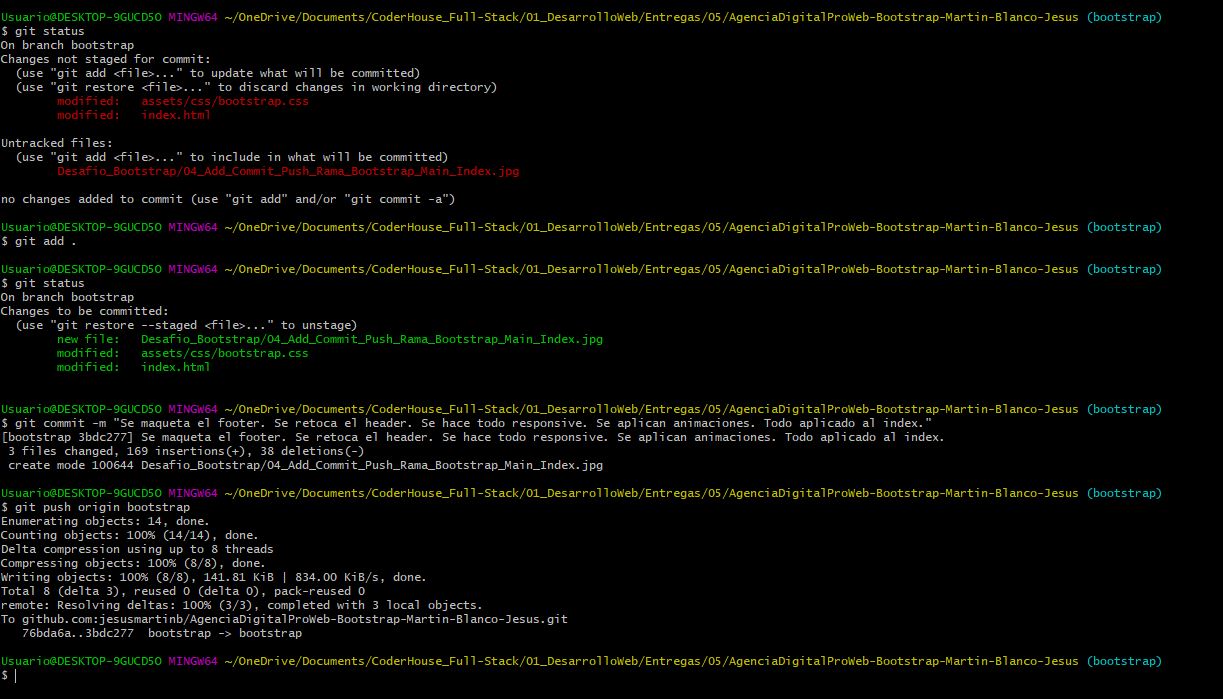 Usuario@DESKTOP-9GUCD5O MINGW64 ~/OneDrive/Documents/CoderHouse_Full-Stack/01_DesarrolloWeb/Entregas/05/AgenciaDigitalProWeb-Bootstrap-Martin-Blanco-Jesus (bootstrap)
$ git status
On branch bootstrap
Changes not staged for commit:
  (use "git add <file>..." to update what will be committed)
  (use "git restore <file>..." to discard changes in working directory)
        modified:   assets/css/bootstrap.css
        modified:   index.html

Untracked files:
  (use "git add <file>..." to include in what will be committed)
        Desafio_Bootstrap/04_Add_Commit_Push_Rama_Bootstrap_Main_Index.jpg

no changes added to commit (use "git add" and/or "git commit -a")

Usuario@DESKTOP-9GUCD5O MINGW64 ~/OneDrive/Documents/CoderHouse_Full-Stack/01_DesarrolloWeb/Entregas/05/AgenciaDigitalProWeb-Bootstrap-Martin-Blanco-Jesus (bootstrap)
$ git add .

Usuario@DESKTOP-9GUCD5O MINGW64 ~/OneDrive/Documents/CoderHouse_Full-Stack/01_DesarrolloWeb/Entregas/05/AgenciaDigitalProWeb-Bootstrap-Martin-Blanco-Jesus (bootstrap)
$ git status
On branch bootstrap
Changes to be committed:
  (use "git restore --staged <file>..." to unstage)
        new file:   Desafio_Bootstrap/04_Add_Commit_Push_Rama_Bootstrap_Main_Index.jpg
        modified:   assets/css/bootstrap.css
        modified:   index.html

Usuario@DESKTOP-9GUCD5O MINGW64 ~/OneDrive/Documents/CoderHouse_Full-Stack/01_DesarrolloWeb/Entregas/05/AgenciaDigitalProWeb-Bootstrap-Martin-Blanco-Jesus (bootstrap)
$ git commit -m "Se maqueta el footer. Se retoca el header. Se hace todo responsive. Se aplican animaciones. Todo aplicado al index."
[bootstrap 3bdc277] Se maqueta el footer. Se retoca el header. Se hace todo responsive. Se aplican animaciones. Todo aplicado al index.
 3 files changed, 169 insertions(+), 38 deletions(-)
 create mode 100644 Desafio_Bootstrap/04_Add_Commit_Push_Rama_Bootstrap_Main_Index.jpg

Usuario@DESKTOP-9GUCD5O MINGW64 ~/OneDrive/Documents/CoderHouse_Full-Stack/01_DesarrolloWeb/Entregas/05/AgenciaDigitalProWeb-Bootstrap-Martin-Blanco-Jesus (bootstrap)
$ git push origin bootstrap
Enumerating objects: 14, done.
Counting objects: 100% (14/14), done.
Delta compression using up to 8 threads
Compressing objects: 100% (8/8), done.
Writing objects: 100% (8/8), 141.81 KiB | 834.00 KiB/s, done.
Total 8 (delta 3), reused 0 (delta 0), pack-reused 0
remote: Resolving deltas: 100% (3/3), completed with 3 local objects.
To github.com:jesusmartinb/AgenciaDigitalProWeb-Bootstrap-Martin-Blanco-Jesus.git
   76bda6a..3bdc277  bootstrap -> bootstrap

Usuario@DESKTOP-9GUCD5O MINGW64 ~/OneDrive/Documents/CoderHouse_Full-Stack/01_DesarrolloWeb/Entregas/05/AgenciaDigitalProWeb-Bootstrap-Martin-Blanco-Jesus (bootstrap)
$